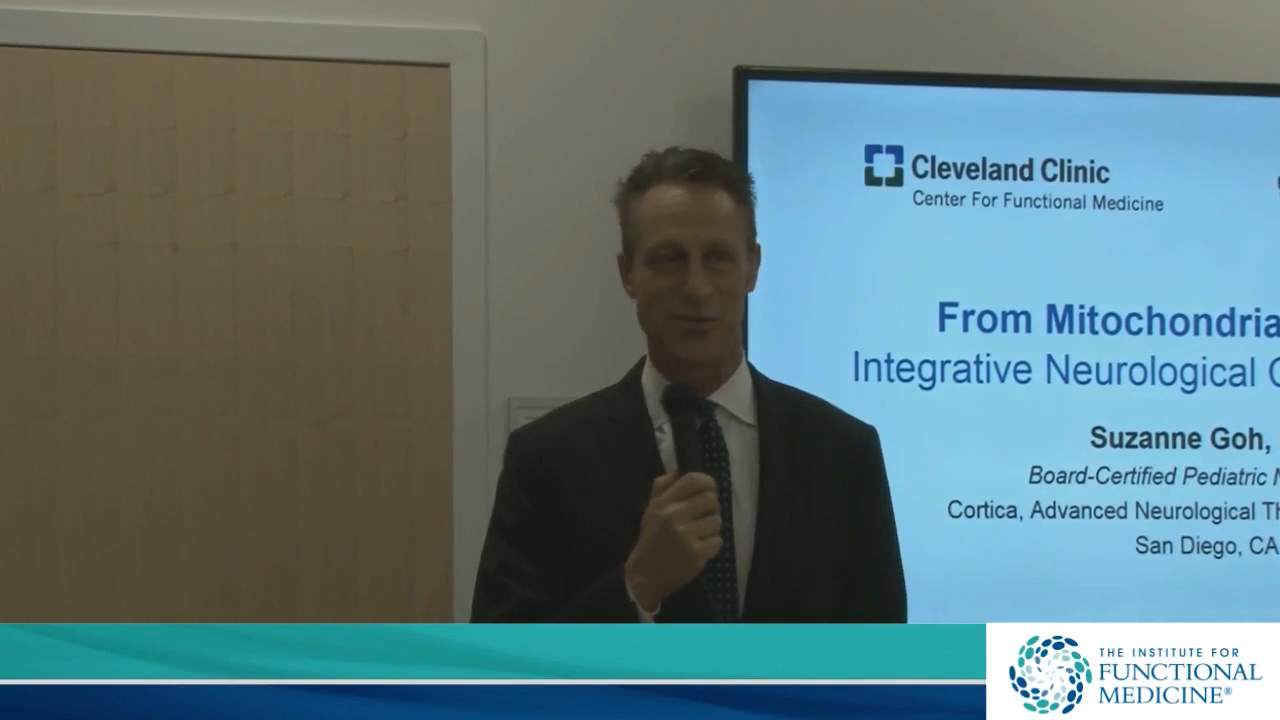 Cleveland Clinic
Center For Functional Medicine
From Mitochondria
Integrative Neurological
Suzanne Goh,
Board-Certified Pediatric
Cortica, Advanced Neurological
San Diego, CA
THE INSTITUTE FOR
FUNCTIONAL
MEDICINE®